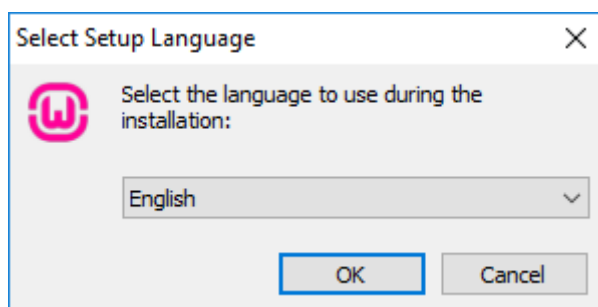 Select Setup Language
Select the language to use during the
installation:
English
OK
Cancel